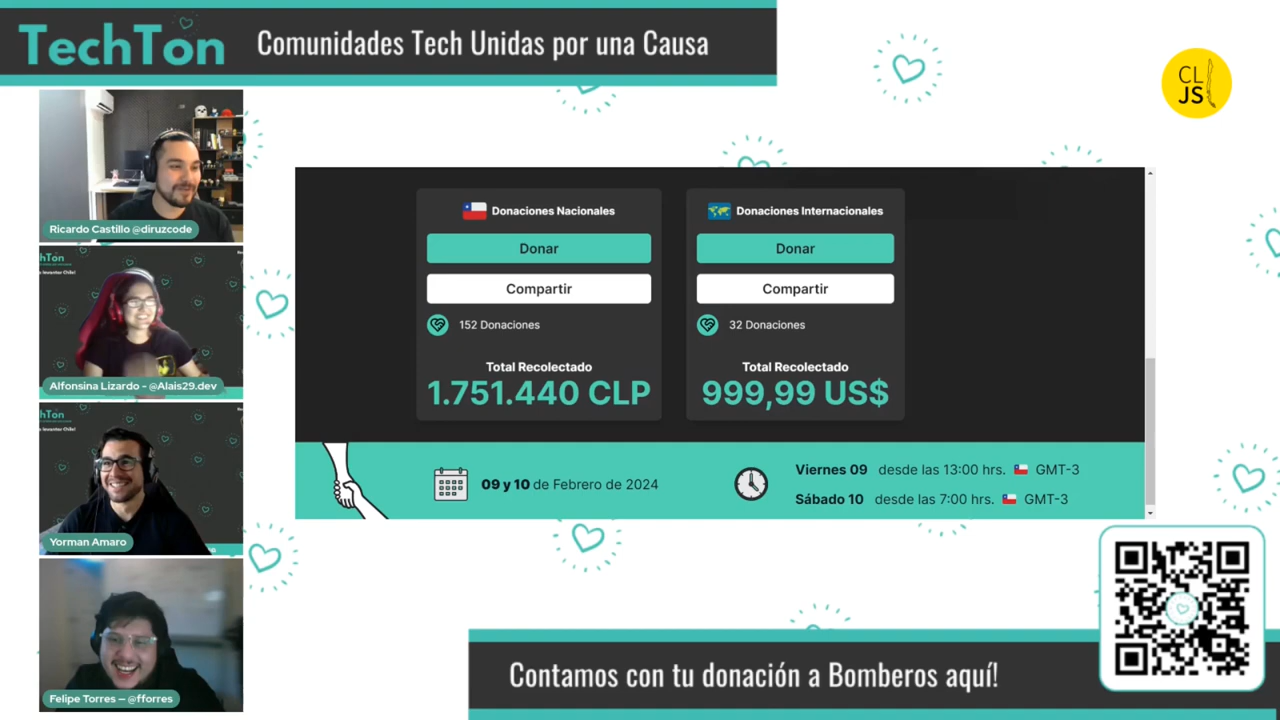 TechTon
Comunidades Tech Unidas por una Causa
CL
JS
Ricardo Castillo @diruzcode
Alfonsina Lizardo - @Alais29.dev
Yorman Amaro
Felipe Torres – @fforres
Donaciones Nacionales
Donar
Compartir
152 Donaciones
Total Recolectado
1.751.440 CLP
Donaciones Internacionales
Donar
Compartir
32 Donaciones
Total Recolectado
999,99 US$
09 y 10 de Febrero de 2024
Viernes 09 desde las 13:00 hrs. GMT-3
Sábado 10 desde las 7:00 hrs. GMT-3
Contamos con tu donación a Bomberos aquí!